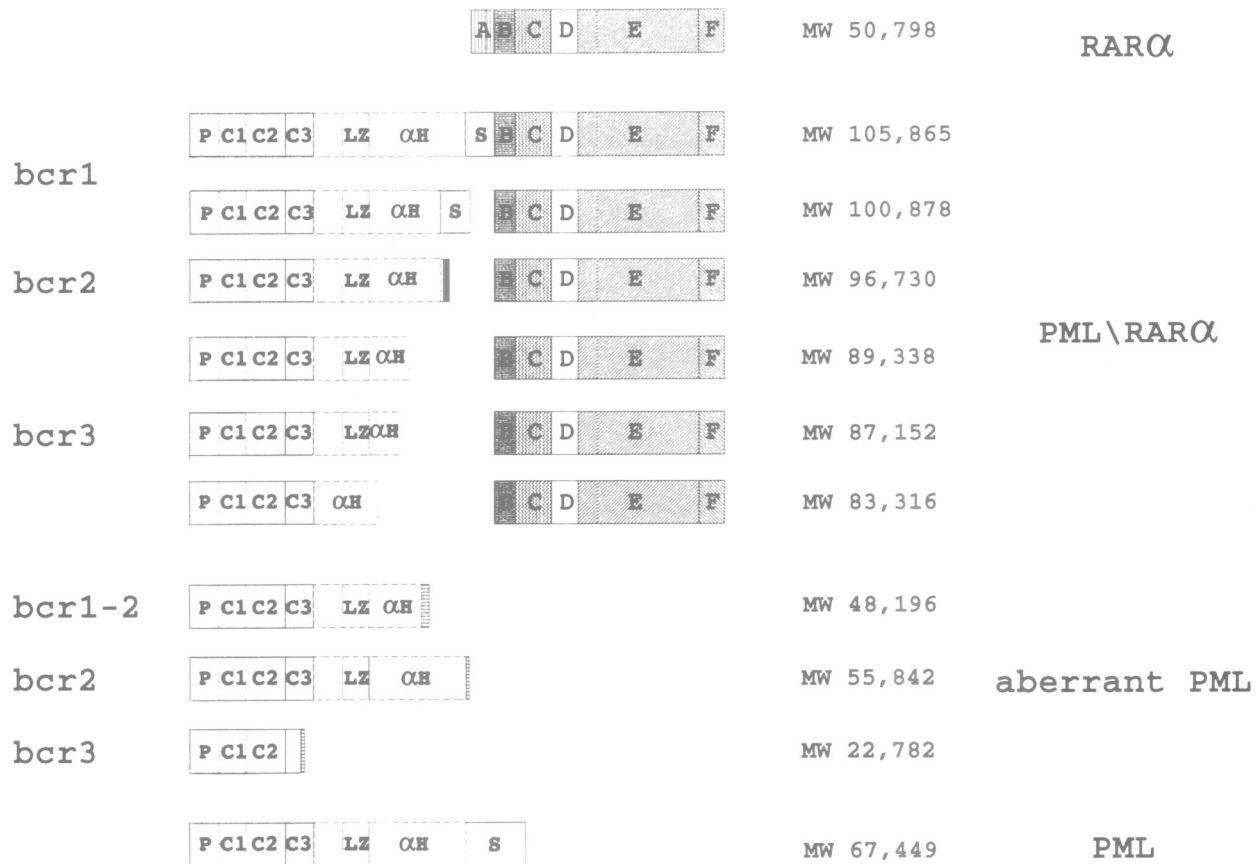 A B C D E F MW 50,798 RARα
bcr1
P C1 C2 C3 LZ αH S B C D E F MW 105,865
P C1 C2 C3 LZ αH S B C D E F MW 100,878
bcr2 P C1 C2 C3 LZ αH B C D E F MW 96,730
PML\RARα
P C1 C2 C3 LZ αH B C D E F MW 89,338
bcr3 P C1 C2 C3 LZ αH B C D E F MW 87,152
P C1 C2 C3 αH B C D E F MW 83,316
bcr1-2 P C1 C2 C3 LZ αH MW 48,196
bcr2 P C1 C2 C3 LZ αH MW 55,842 aberrant PML
bcr3 P C1 C2 MW 22,782
P C1 C2 C3 LZ αH S MW 67,449 PML